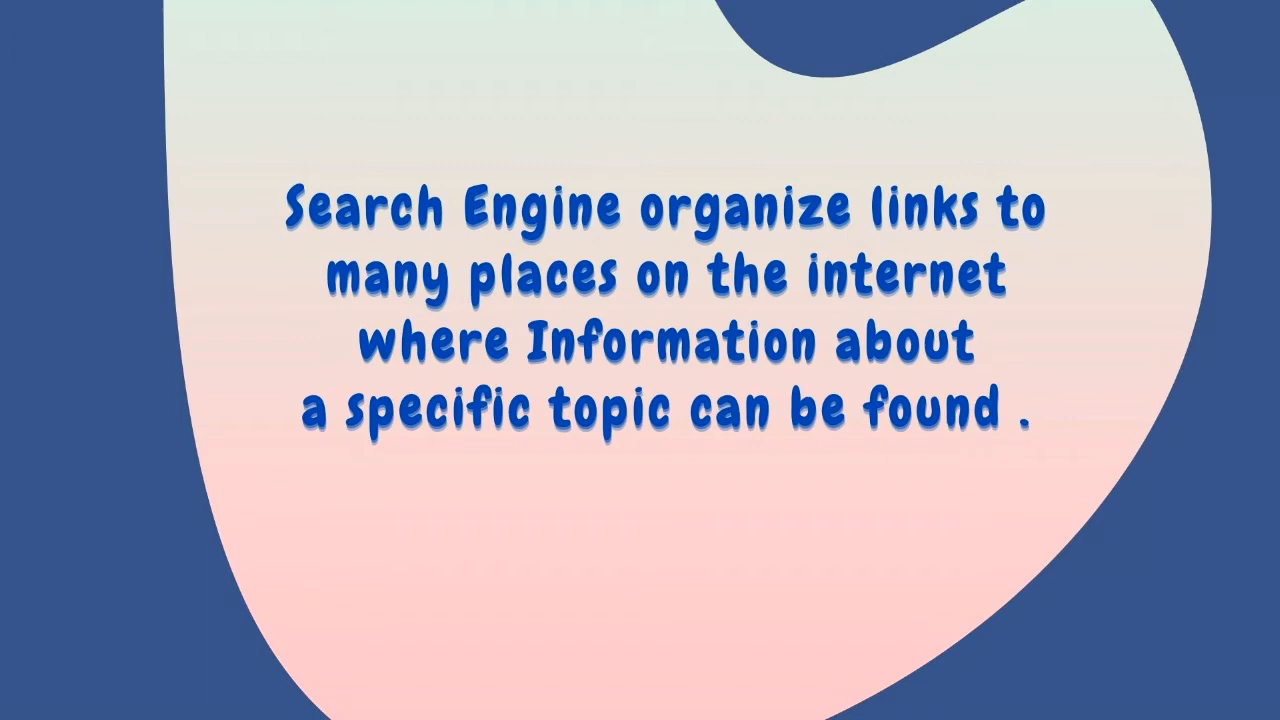 Search Engine organize links to
many places on the internet
where Information about
a specific topic can be found .